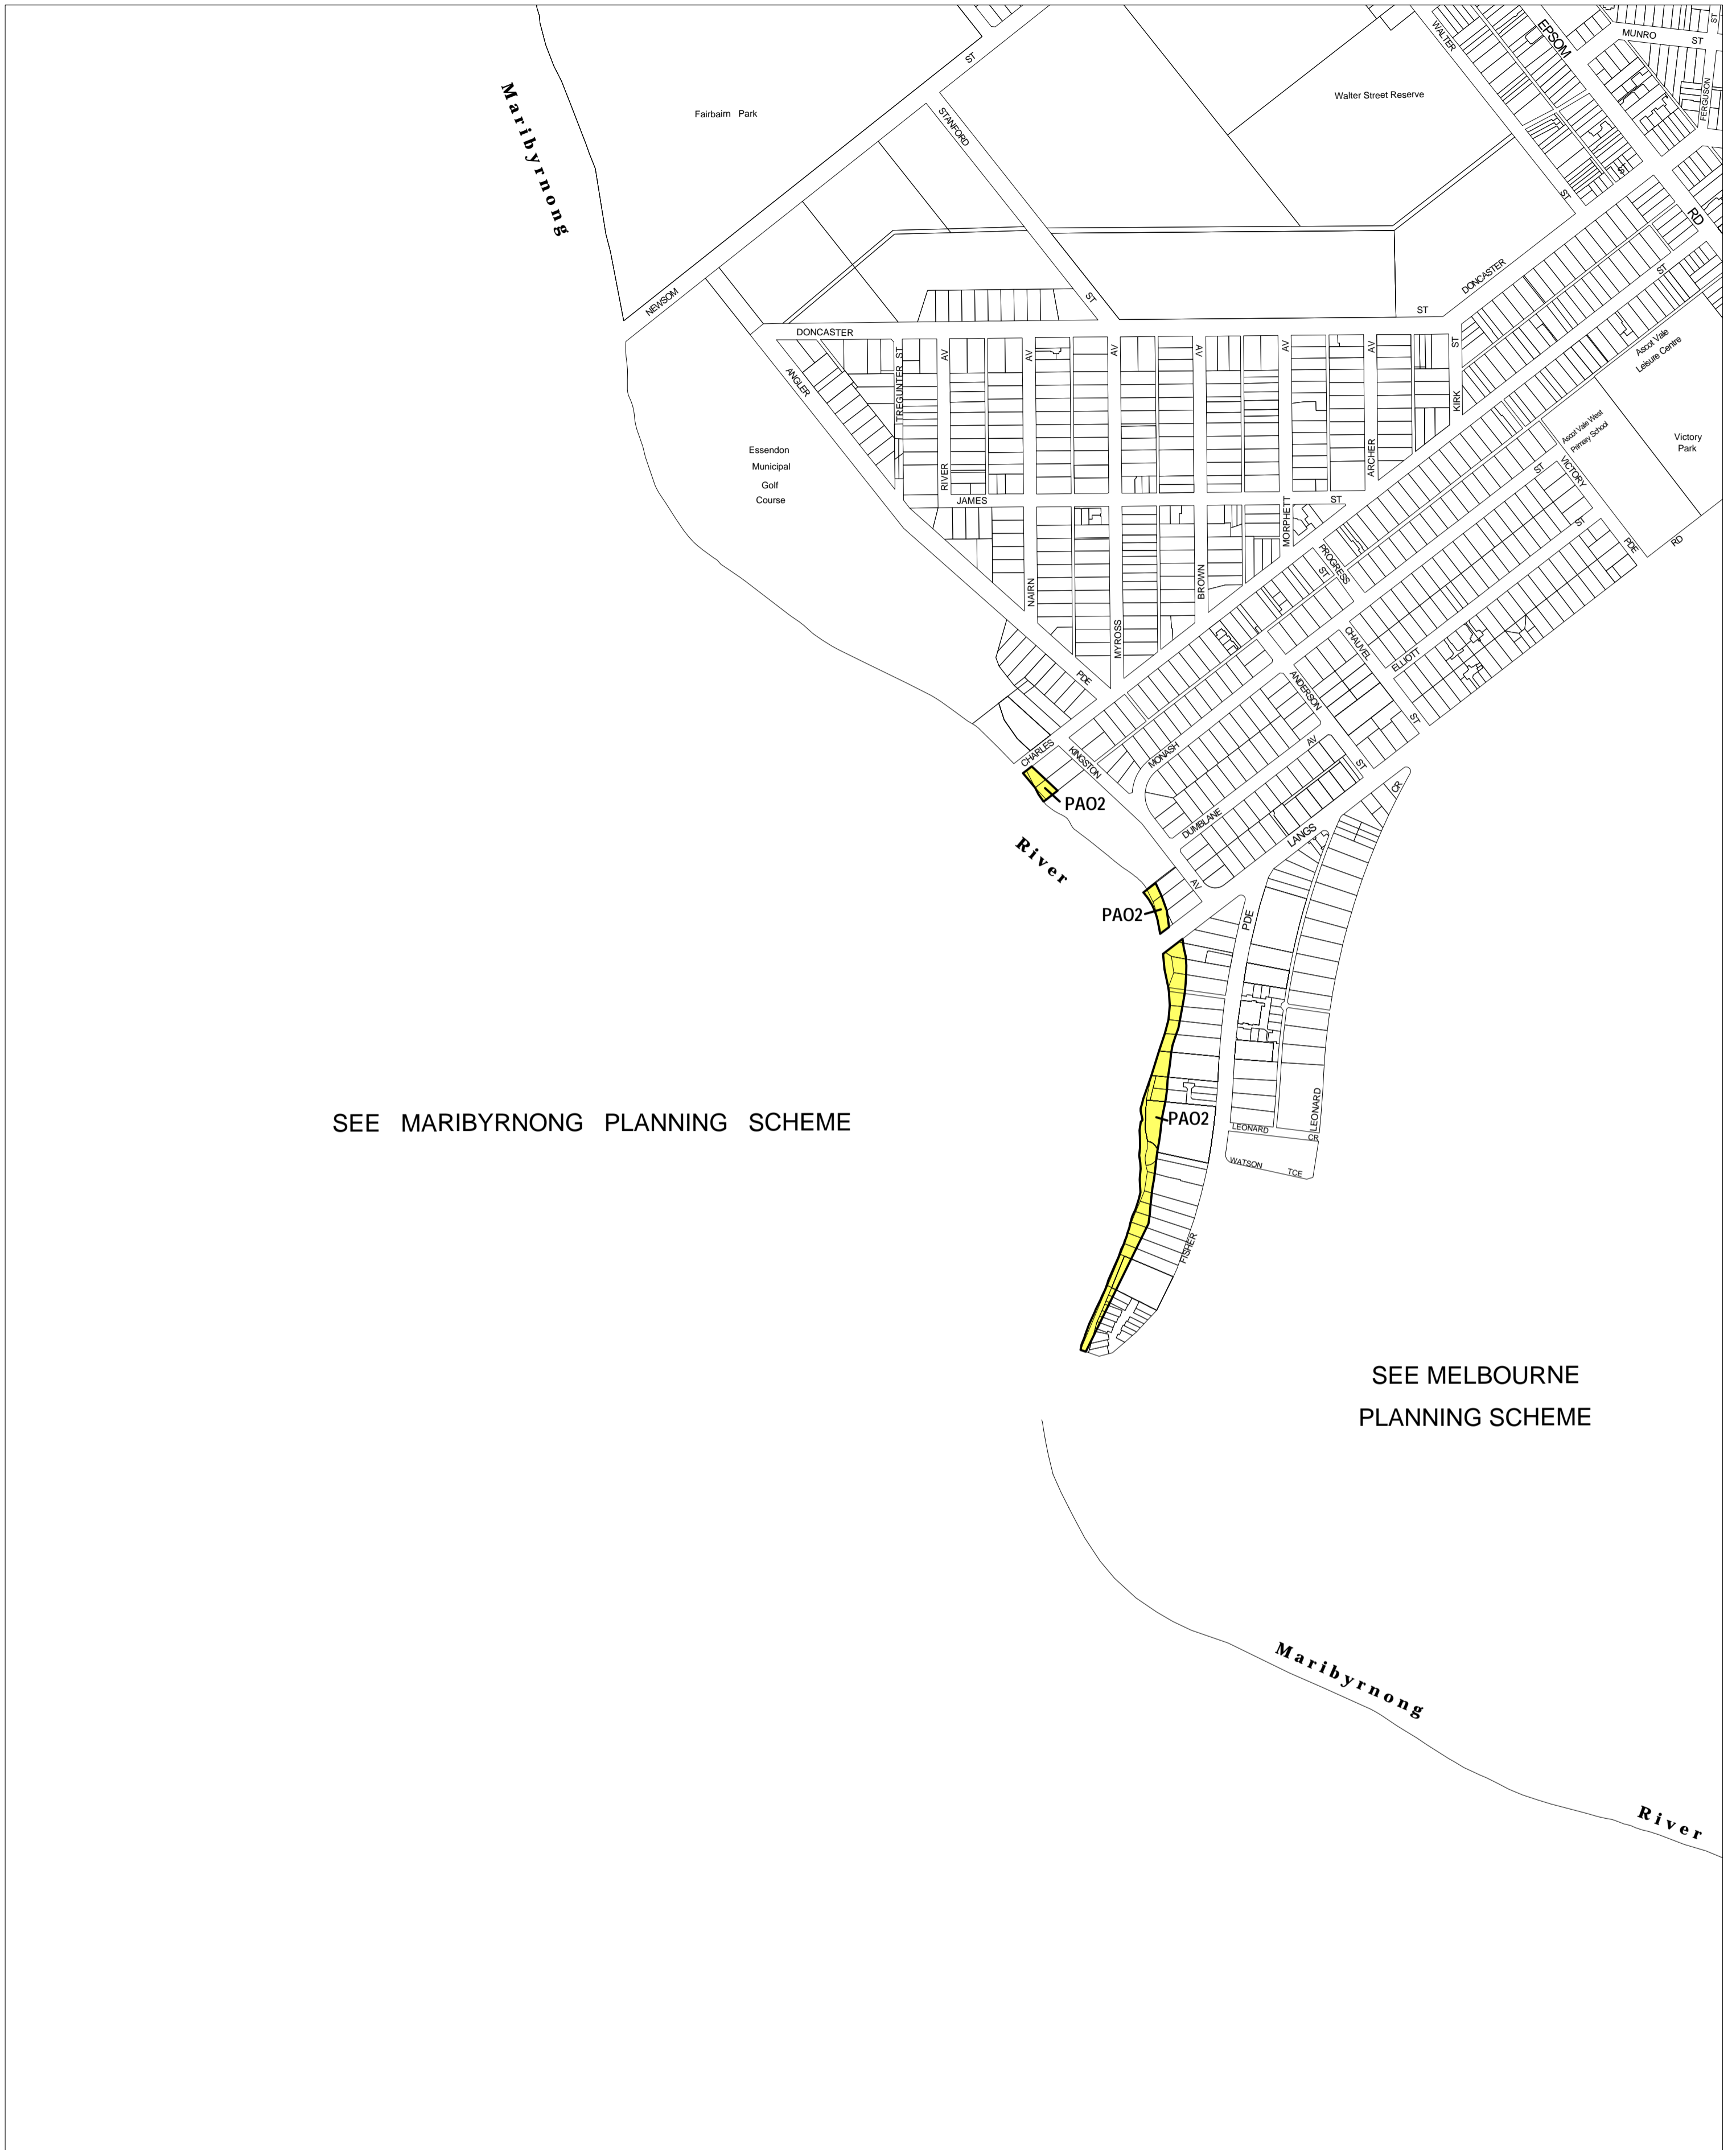 WALTER
EPSOM
MUNRO
ST
ST
ST
FERGUSON
Maribyrnong
Fairbairn Park
STANFORD
Walter Street Reserve
ST
ST
RD
DONCASTER
ST
NEWSOM
ST
ST
DONCASTER
ST
AV
AV
AV
AV
AV
AV
ST
Ascot Vale
Leisure Centre
ANGLER
TREGUNTER
KIRK
Ascot Vale West
Primary School
Victory
Park
Essendon
Municipal
Golf
Course
RIVER
ARCHER
ST
VICTORY
JAMES
ST
MORPHETT
ST
PDE
RD
PROGRESS
ST
NAIRN
BROWN
MYROSS
CHAUVEL
ELLIOTT
PDE
ANDERSON
ST
CHARLES
KINGSTON
MONASH
AV
ST
PAO2
CR
DUMBLANE
LANGS
River
AV
PAO2
PDE
SEE MARIBYRNONG PLANNING SCHEME
PAO2
LEONARD
LEONARD
CR
WATSON
TCE
FISHER
SEE MELBOURNE
PLANNING SCHEME
Maribyrnong
River